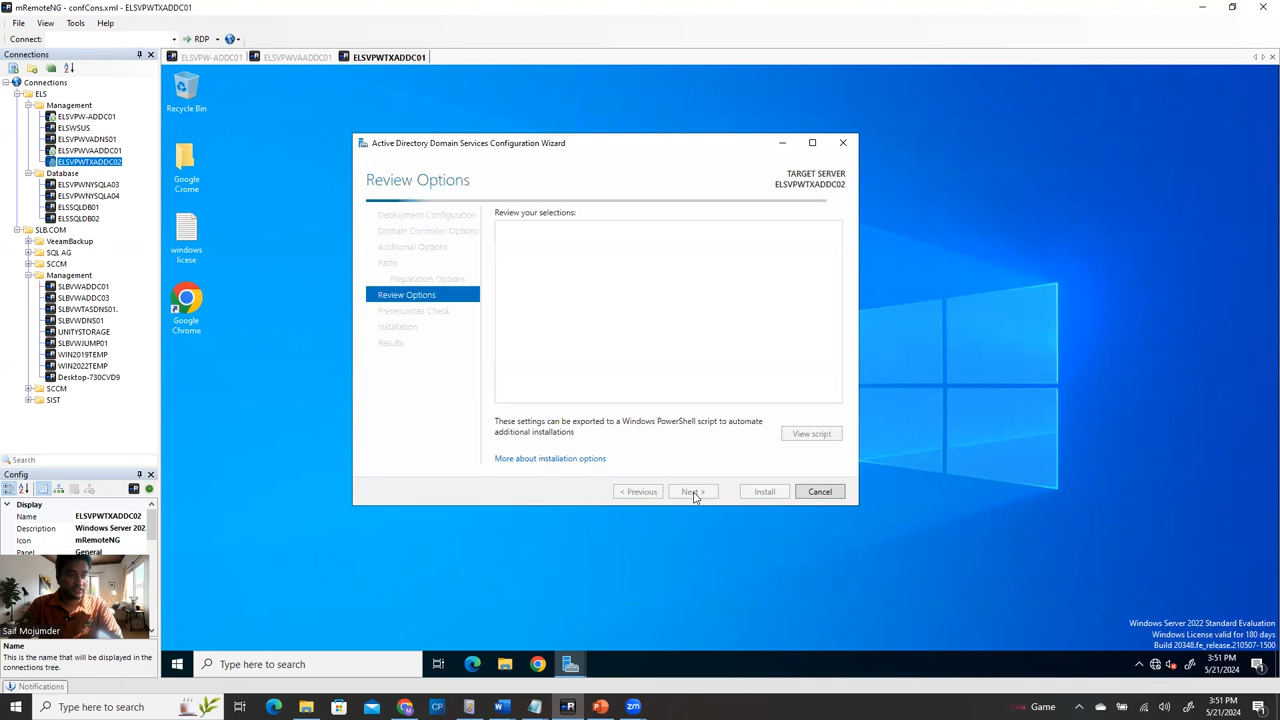 mRemoteNG - confCons.xml - ELSVPWTXADDC01
File View Tools Help
Connect: RDP
Connections
ELSVPW-ADDC01 ELSVPWVAADDC01 ELSVPWTXADDC01
Connections
ELS
Management
ELSVPW-ADDC01
ELSWSUS
ELSVPWVADNS01
ELSVPWVAADDC01
ELSVPWTXADDC02
Database
ELSVPWNYSQLA03
ELSVPWNYSQLA04
ELSSQLDB01
ELSSQLDB02
SLB.COM
VeeamBackup
SQL AG
SCCM
Management
SLBVWADDC01
SLBVWADDC03
SLBVWTASDNS01.
SLBVWDNS01
UNITYSTORAGE
SLBVWJUMP01
WIN2019TEMP
WIN2022TEMP
Desktop-730CVD9
SCCM
SIST
Search
Config
Display
Name ELSVPWTXADDC02
Description Windows Server 202
Icon mRemoteNG
Panel General
Saif Mojumder
Name
This is the name that will be displayed in the
connections tree.
Notifications
Recycle Bin
Google
Crome
windows
licese
Google
Chrome
Active Directory Domain Services Configuration Wizard
Review Options
TARGET SERVER
ELSVPWTXADDC02
Deployment Configuration
Domain Controller Options
Additional Options
Paths
Preparation Options
Review Options
Prerequisites Check
Installation
Results
Review your selections:
These settings can be exported to a Windows PowerShell script to automate
additional installations
View script
More about installation options
< Previous Next > Install Cancel
Windows Server 2022 Standard Evaluation
Windows License valid for 180 days
Build 20348.fe_release.210507-1500
Type here to search
3:51 PM
5/21/2024
Type here to search
Game
3:51 PM
5/21/2024